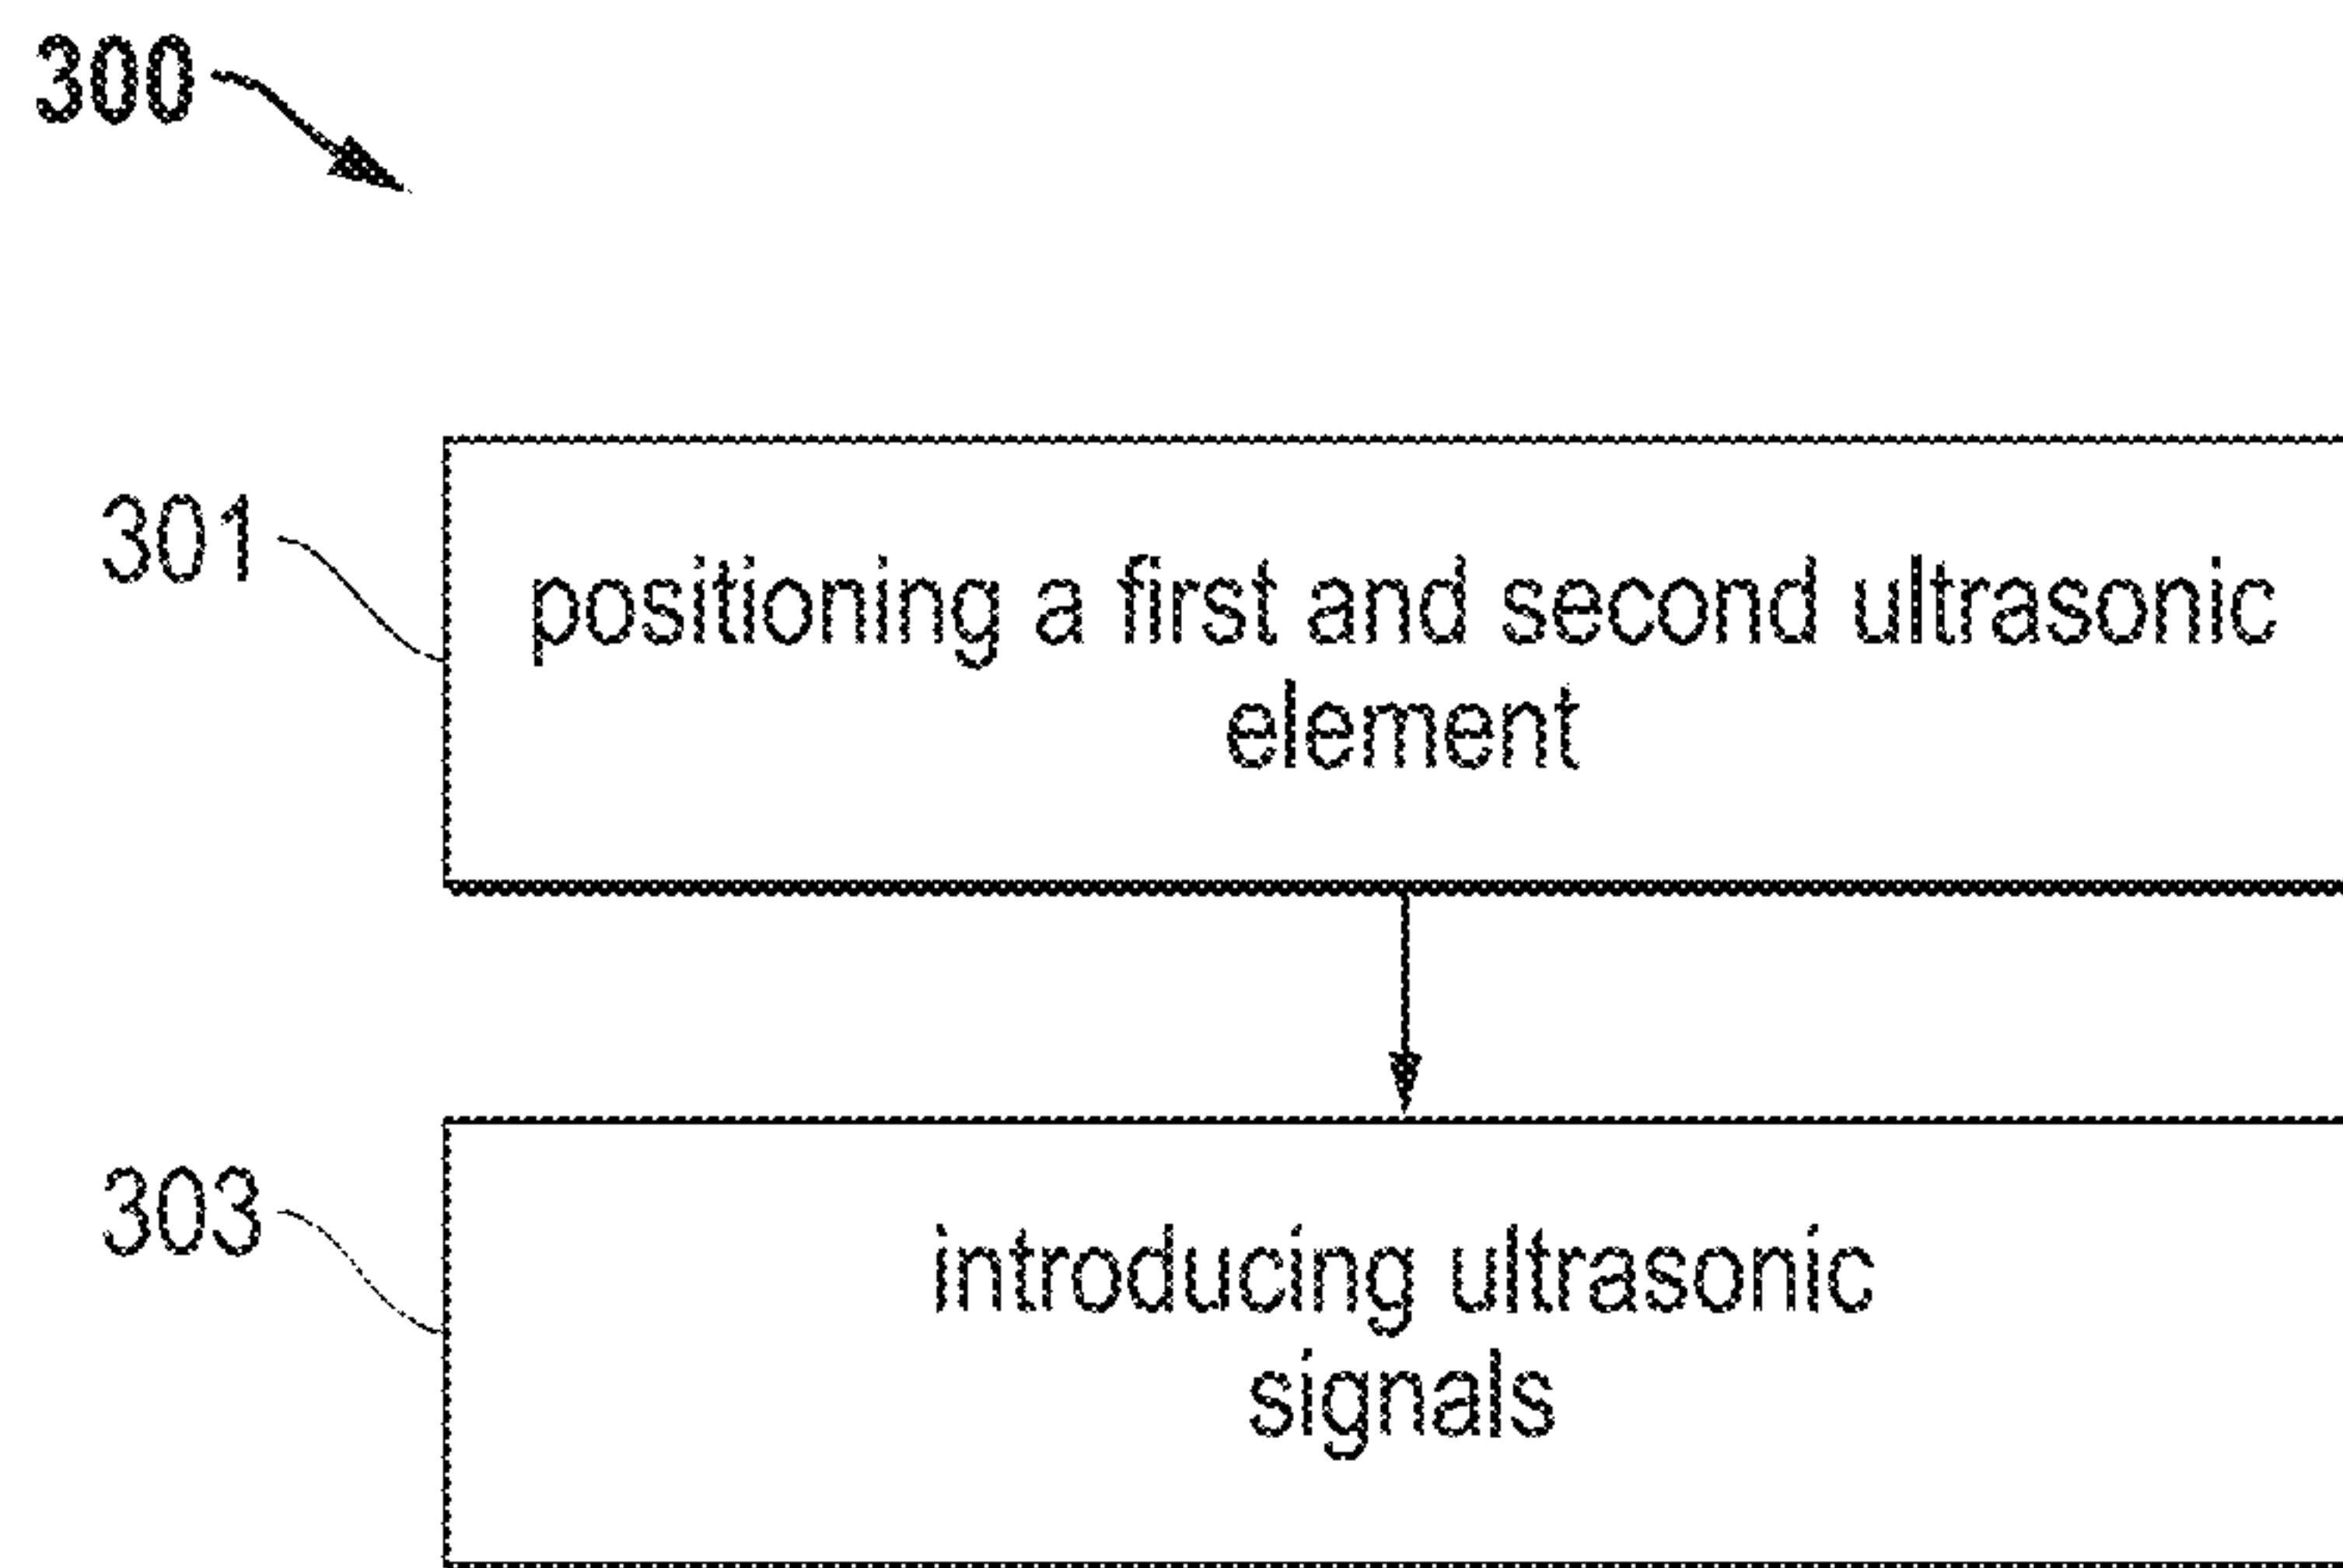 300
301
positioning a first and second ultrasonic
element
303
introducing ultrasonic
signals